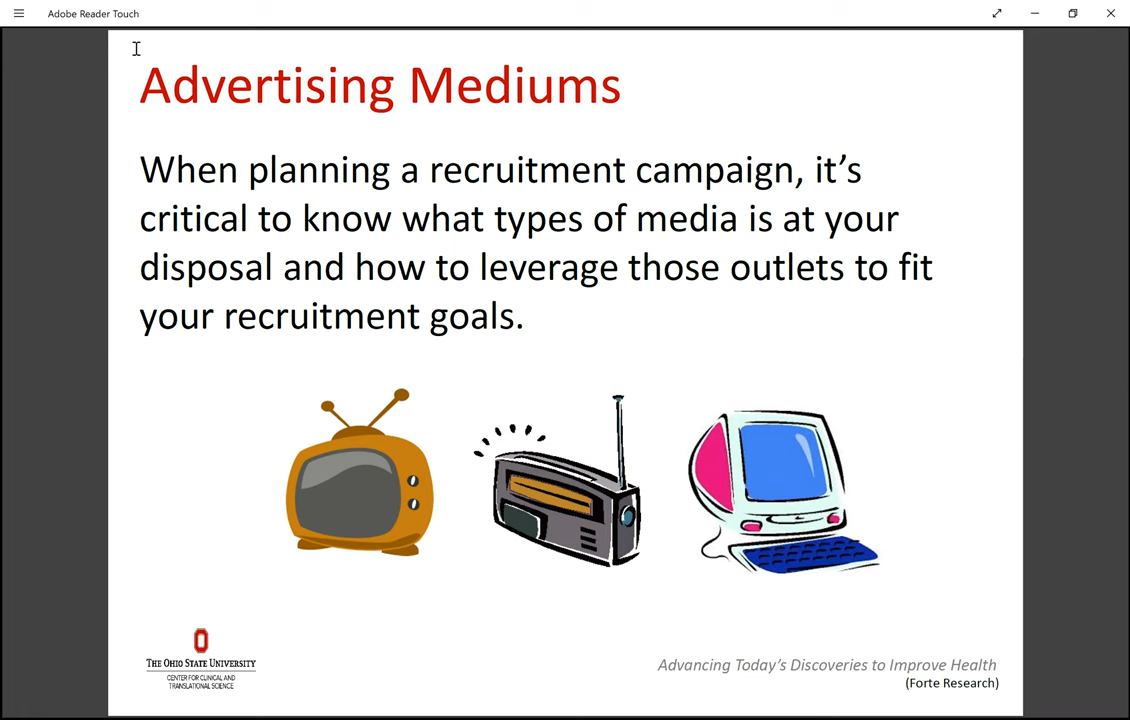 Adobe Reader Touch
Advertising Mediums
When planning a recruitment campaign, it’s
critical to know what types of media is at your
disposal and how to leverage those outlets to fit
your recruitment goals.
THE OHIO STATE UNIVERSITY
CENTER FOR CLINICAL AND
TRANSLATIONAL SCIENCE
Advancing Today’s Discoveries to Improve Health
(Forte Research)